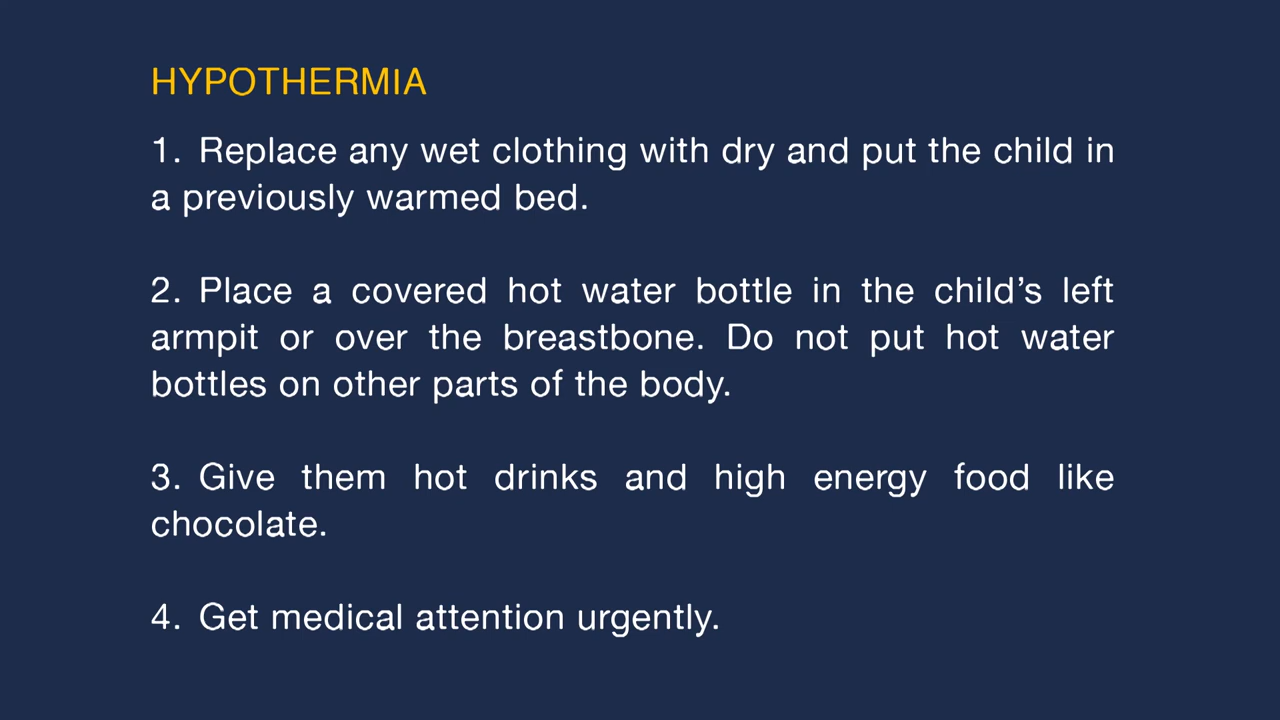 HYPOTHERMIA
1. Replace any wet clothing with dry and put the child in
a previously warmed bed.
2. Place a covered hot water bottle in the child’s left
armpit or over the breastbone. Do not put hot water
bottles on other parts of the body.
3. Give them hot drinks and high energy food like
chocolate.
4. Get medical attention urgently.